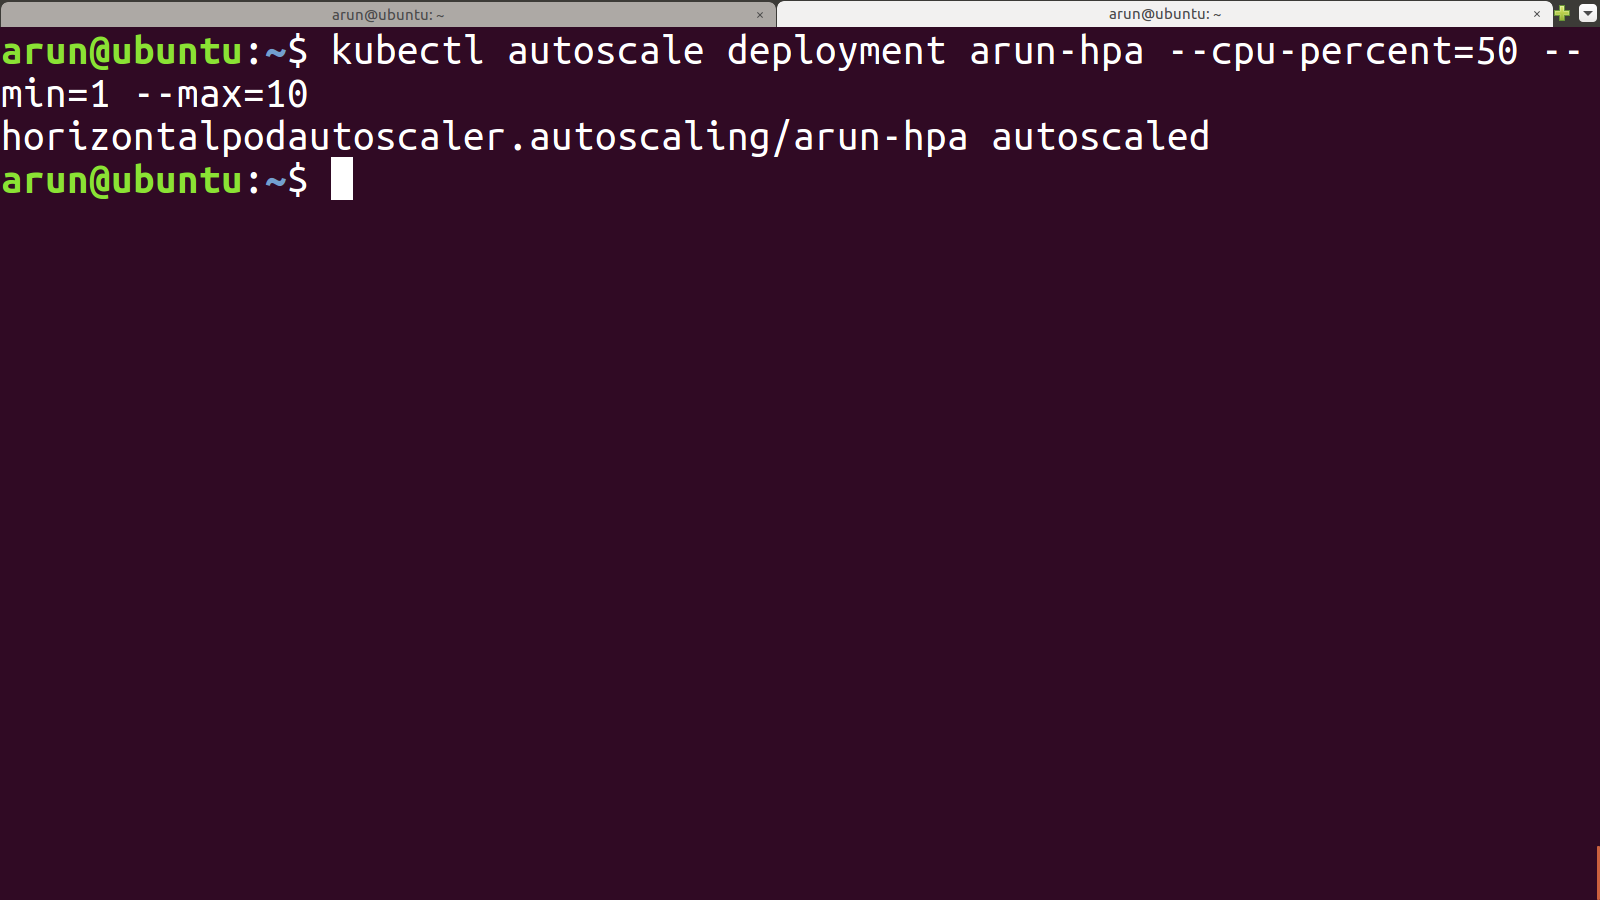 arun@ubuntu: ~ × arun@ubuntu: ~ ×
arun@ubuntu:~$ kubectl autoscale deployment arun-hpa --cpu-percent=50 --
min=1 --max=10
horizontalpodautoscaler.autoscaling/arun-hpa autoscaled
arun@ubuntu:~$